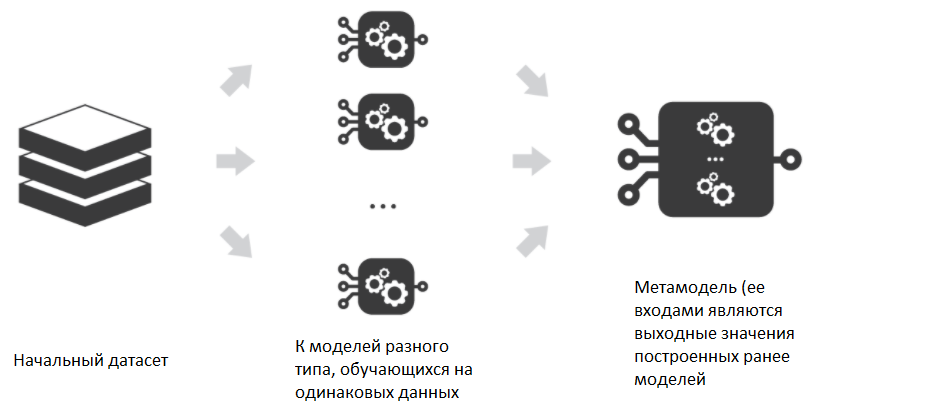 Начальный датасет
К моделей разного
типа, обучающихся на
одинаковых данных
Метамодель (ее
входами являются
выходные значения
построенных ранее
моделей